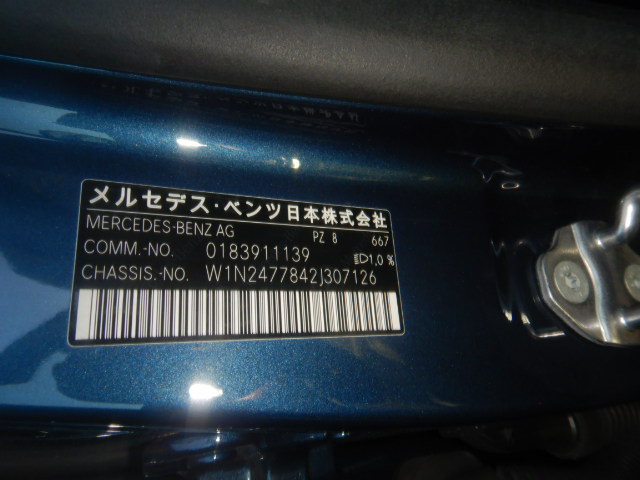 メルセデス・ベンツ日本株式会社
MERCEDES-BENZ AG PZ 8 667
COMM.-NO. 0183911139 1,0 %
CHASSIS.-NO. W1N2477842J307126